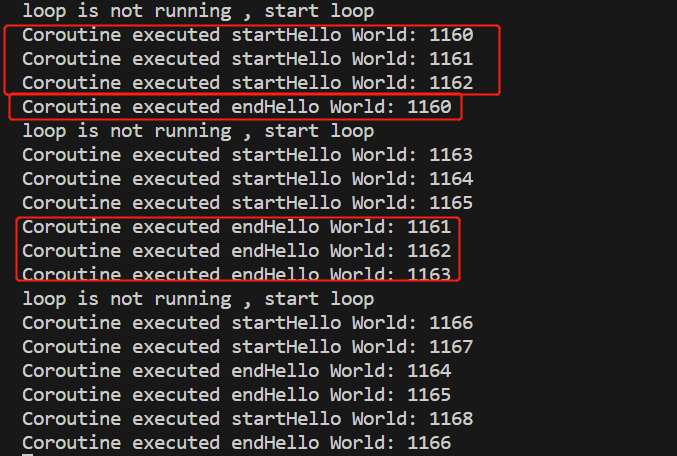 loop is not running , start loop
Coroutine executed startHello World: 1160
Coroutine executed startHello World: 1161
Coroutine executed startHello World: 1162
Coroutine executed endHello World: 1160
loop is not running , start loop
Coroutine executed startHello World: 1163
Coroutine executed startHello World: 1164
Coroutine executed startHello World: 1165
Coroutine executed endHello World: 1161
Coroutine executed endHello World: 1162
Coroutine executed endHello World: 1163
loop is not running , start loop
Coroutine executed startHello World: 1166
Coroutine executed startHello World: 1167
Coroutine executed endHello World: 1164
Coroutine executed endHello World: 1165
Coroutine executed startHello World: 1168
Coroutine executed endHello World: 1166